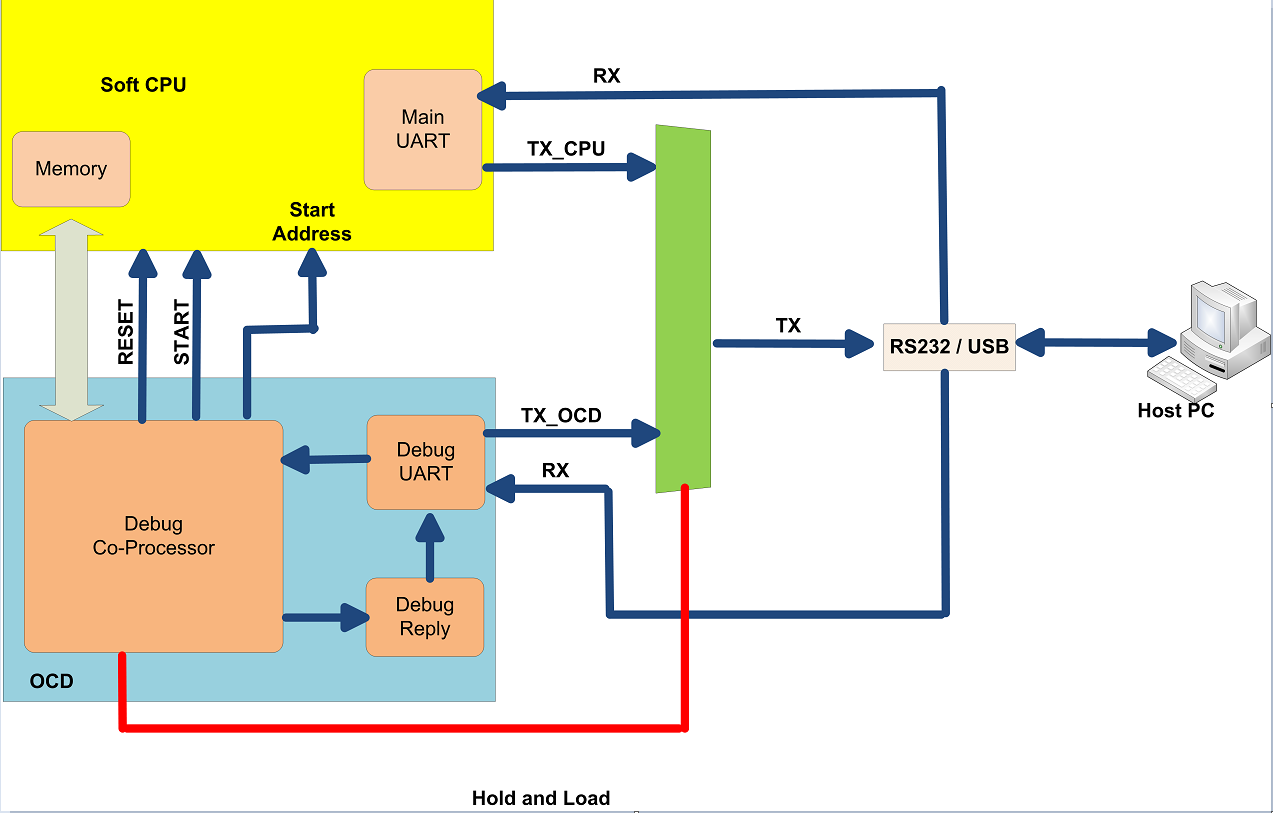 Soft CPU
Main
UART
Memory
Start
Address
RX
TX_CPU
RESET
START
TX
RS232 / USB
Host PC
TX_OCD
RX
Debug
UART
Debug
Co-Processor
Debug
Reply
OCD
Hold and Load